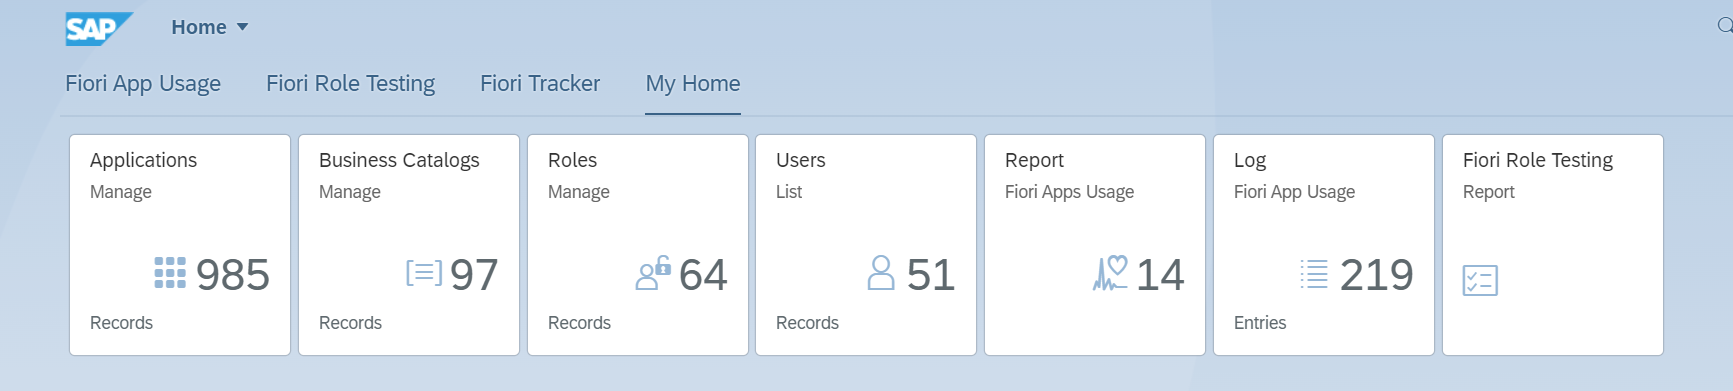 SAP Home
Fiori App Usage Fiori Role Testing Fiori Tracker My Home
Applications
Manage
985
Records
Business Catalogs
Manage
97
Records
Roles
Manage
64
Records
Users
List
51
Records
Report
Fiori Apps Usage
14
Log
Fiori App Usage
219
Entries
Fiori Role Testing
Report